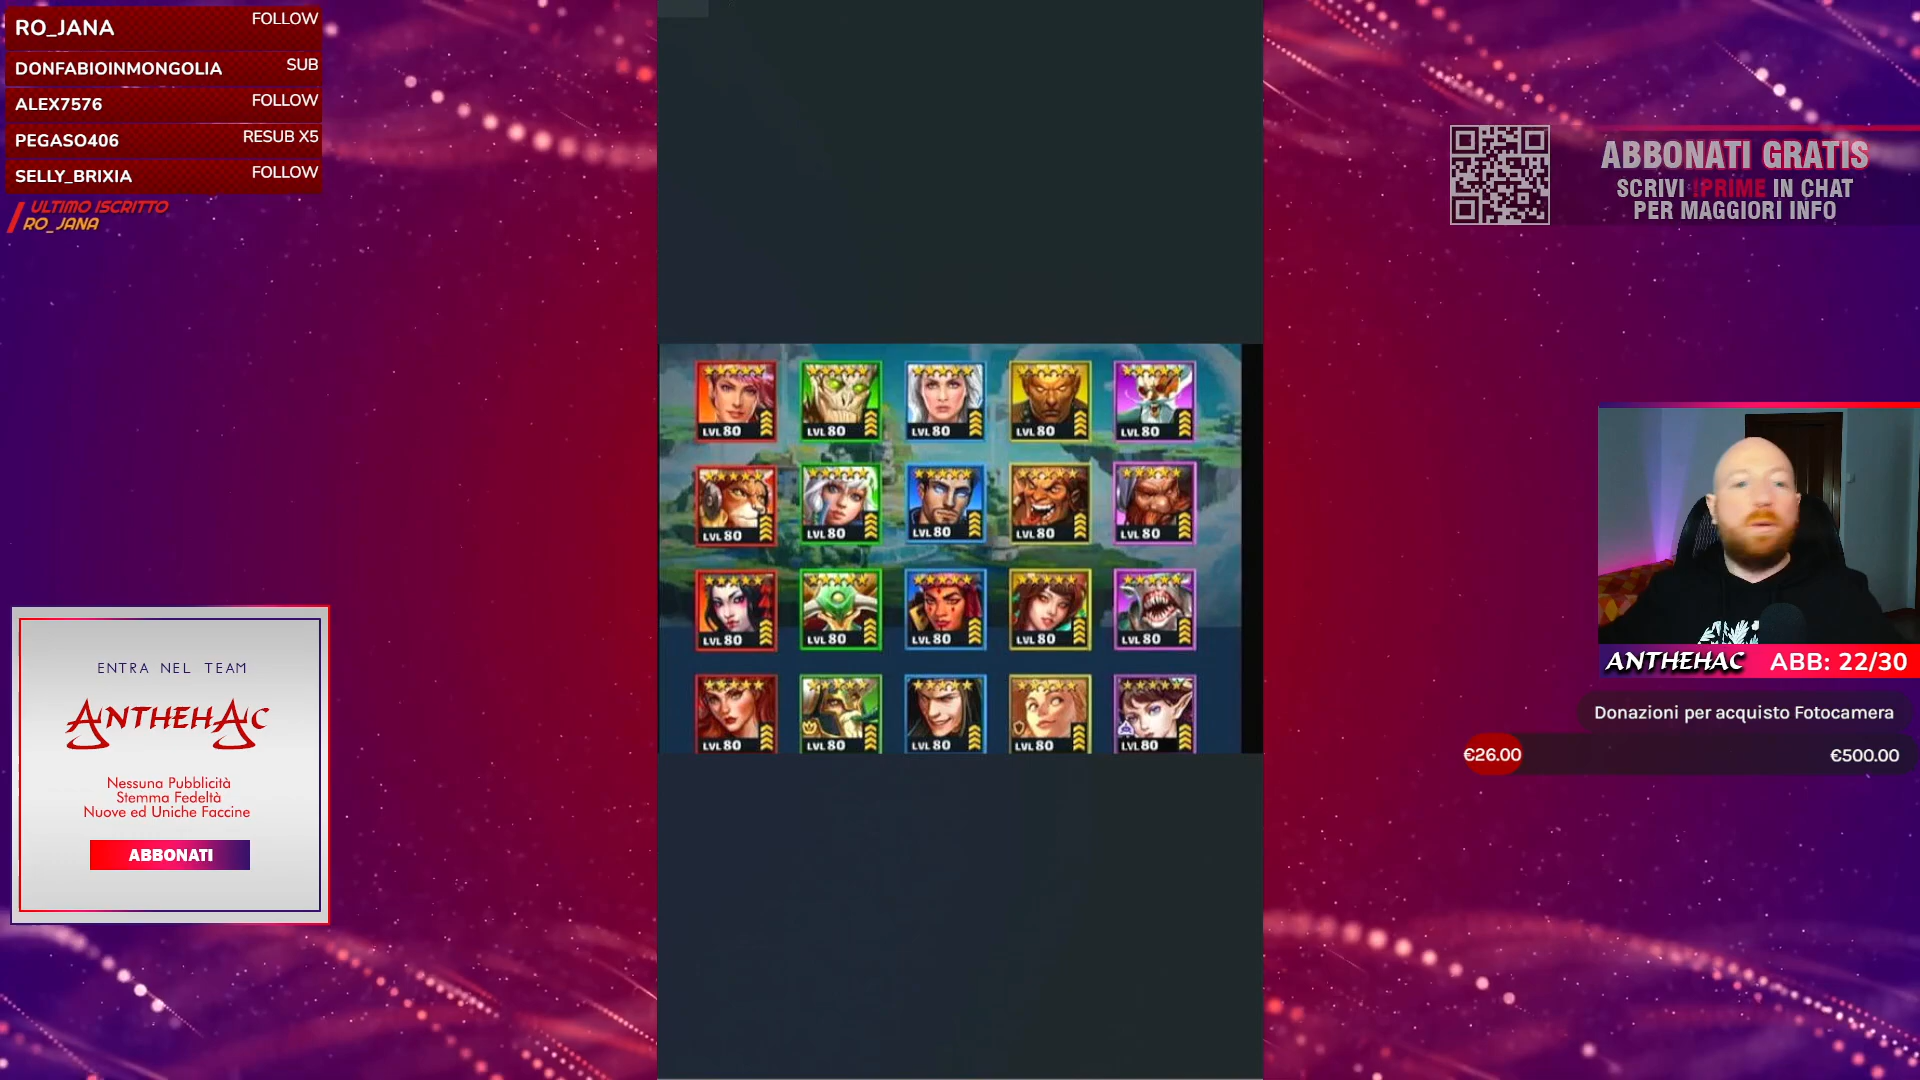 RO_JANA FOLLOW
DONFABIOINMONGOLIA SUB
ALEX7576 FOLLOW
PEGASO406 RESUB X5
SELLY_BRIXIA FOLLOW
ULTIMO ISCRITTO
RO_JANA
ENTRA NEL TEAM
ANTHEHAC
Nessuna Pubblicità
Stemma Fedeltà
Nuove ed Uniche Faccine
ABBONATI
LVL 80 LVL 80 LVL 80 LVL 80 LVL 80
LVL 80 LVL 80 LVL 80 LVL 80 LVL 80
LVL 80 LVL 80 LVL 80 LVL 80 LVL 80
LVL 80 LVL 80 LVL 80 LVL 80 LVL 80
ABBONATI GRATIS
SCRIVI !PRIME IN CHAT
PER MAGGIORI INFO
ANTHEHAC ABB: 22/30
Donazioni per acquisto Fotocamera
€26.00 €500.00